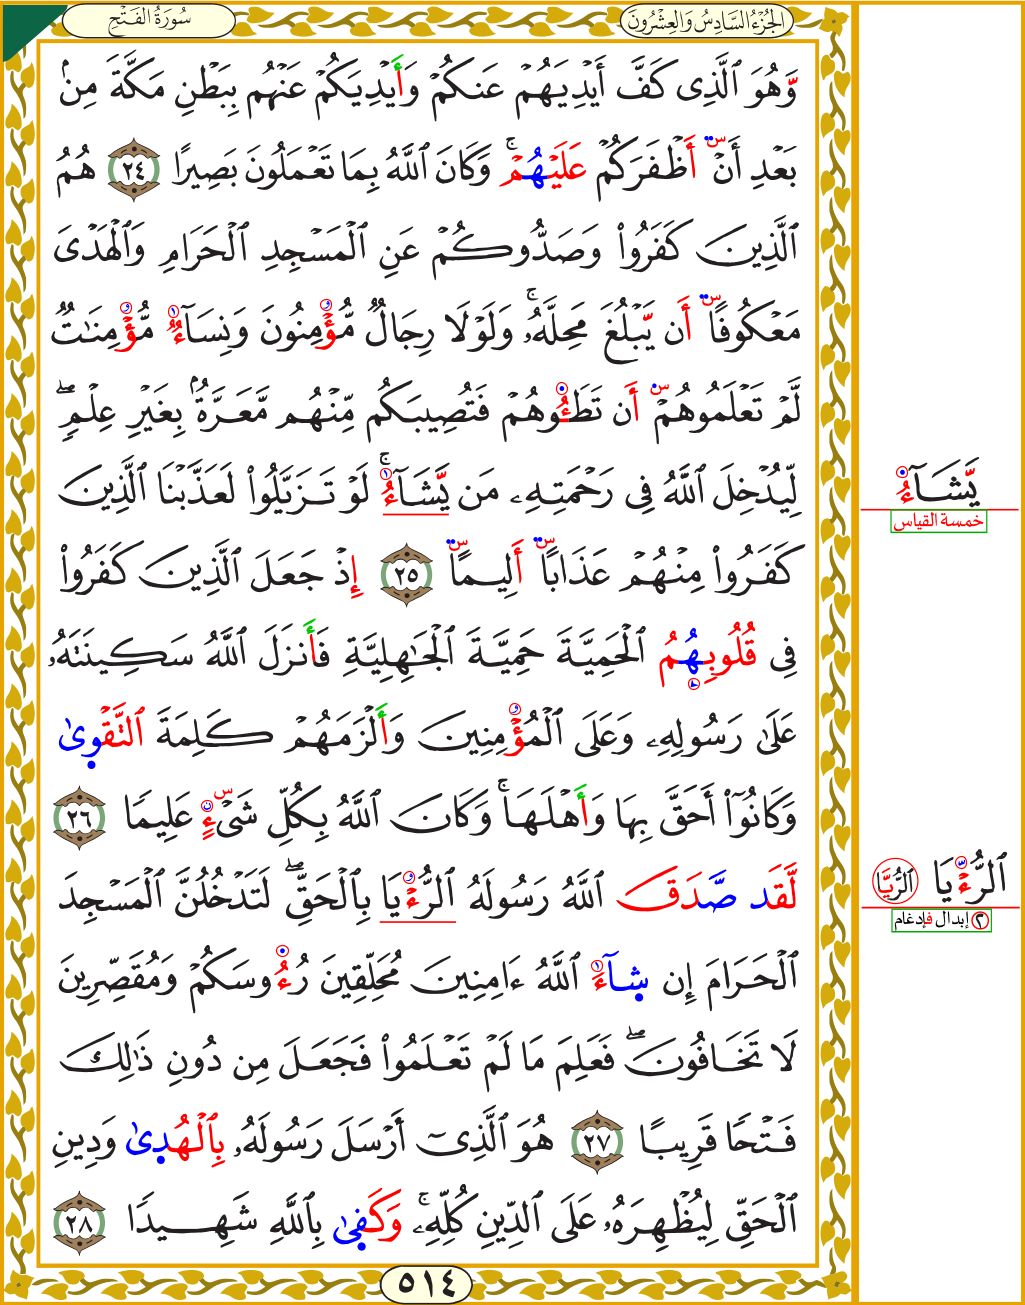 الجُزْءُ السَّادِسُ وَالعِشْرُونَ
سُورَةُ الفَتْحِ
وَّهُوَ ٱلَّذِى كَفَّ أَيْدِيَهُمْ عَنكُمْ وَأَيْدِيَكُمْ عَنْهُم بِبَطْنِ مَكَّةَ مِنۢ
بَعْدِ أَنْ أَظْفَرَكُمْ عَلَيْهُمْۚ وَكَانَ ٱللَّهُ بِمَا تَعْمَلُونَ بَصِيرًا ٢٤ هُمُ
ٱلَّذِينَ كَفَرُوا۟ وَصَدُّوكُمْ عَنِ ٱلْمَسْجِدِ ٱلْحَرَامِ وَٱلْهَدْىَ
مَعْكُوفًا أَن يَّبْلُغَ مَحِلَّهُۥۚ وَلَوْلَا رِجَالٌ مُّؤْمِنُونَ وَنِسَآءٌ مُّؤْمِنَـٰتٌ
لَّمْ تَعْلَمُوهُمْ أَن تَطَـُٔوهُمْ فَتُصِيبَكُم مِّنْهُم مَّعَرَّةٌۢ بِغَيْرِ عِلْمٍۖ
لِّيُدْخِلَ ٱللَّهُ فِى رَحْمَتِهِۦ مَن يَّشَآءُۚ لَوْ تَزَيَّلُوا۟ لَعَذَّبْنَا ٱلَّذِينَ
يَّشَآءُ
خمسة القياس
كَفَرُوا۟ مِنْهُمْ عَذَابًا أَلِيمًا ٢٥ إِذْ جَعَلَ ٱلَّذِينَ كَفَرُوا۟
فِى قُلُوبِهُمُ ٱلْحَمِيَّةَ حَمِيَّةَ ٱلْجَـٰهِلِيَّةِ فَأَنزَلَ ٱللَّهُ سَكِينَتَهُۥ
عَلَىٰ رَسُولِهِۦ وَعَلَى ٱلْمُؤْمِنِينَ وَأَلْزَمَهُمْ كَلِمَةَ ٱلتَّقْوِىٰ
وَكَانُوٓا۟ أَحَقَّ بِهَا وَأَهْلَهَاۚ وَكَانَ ٱللَّهُ بِكُلِّ شَىْءٍ عَلِيمًا ٢٦
لَّقَد صَّدَقَ ٱللَّهُ رَسُولَهُ ٱلرُّءْيَا بِٱلْحَقِّۖ لَتَدْخُلُنَّ ٱلْمَسْجِدَ
ٱلرُّءْيَا ٱلرُّيَّا
٢ إبدال فإدغام
ٱلْحَرَامَ إِن شِآءَ ٱللَّهُ ءَامِنِينَ مُحَلِّقِينَ رُءُوسَكُمْ وَمُقَصِّرِينَ
لَا تَخَافُونَۖ فَعَلِمَ مَا لَمْ تَعْلَمُوا۟ فَجَعَلَ مِن دُونِ ذَٰلِكَ
فَتْحًا قَرِيبًا ٢٧ هُوَ ٱلَّذِىٓ أَرْسَلَ رَسُولَهُۥ بِٱلْهُدِىٰ وَدِينِ
ٱلْحَقِّ لِيُظْهِرَهُۥ عَلَى ٱلدِّينِ كُلِّهِۦۚ وَكَفِىٰ بِٱللَّهِ شَهِيدًا ٢٨
٥١٤